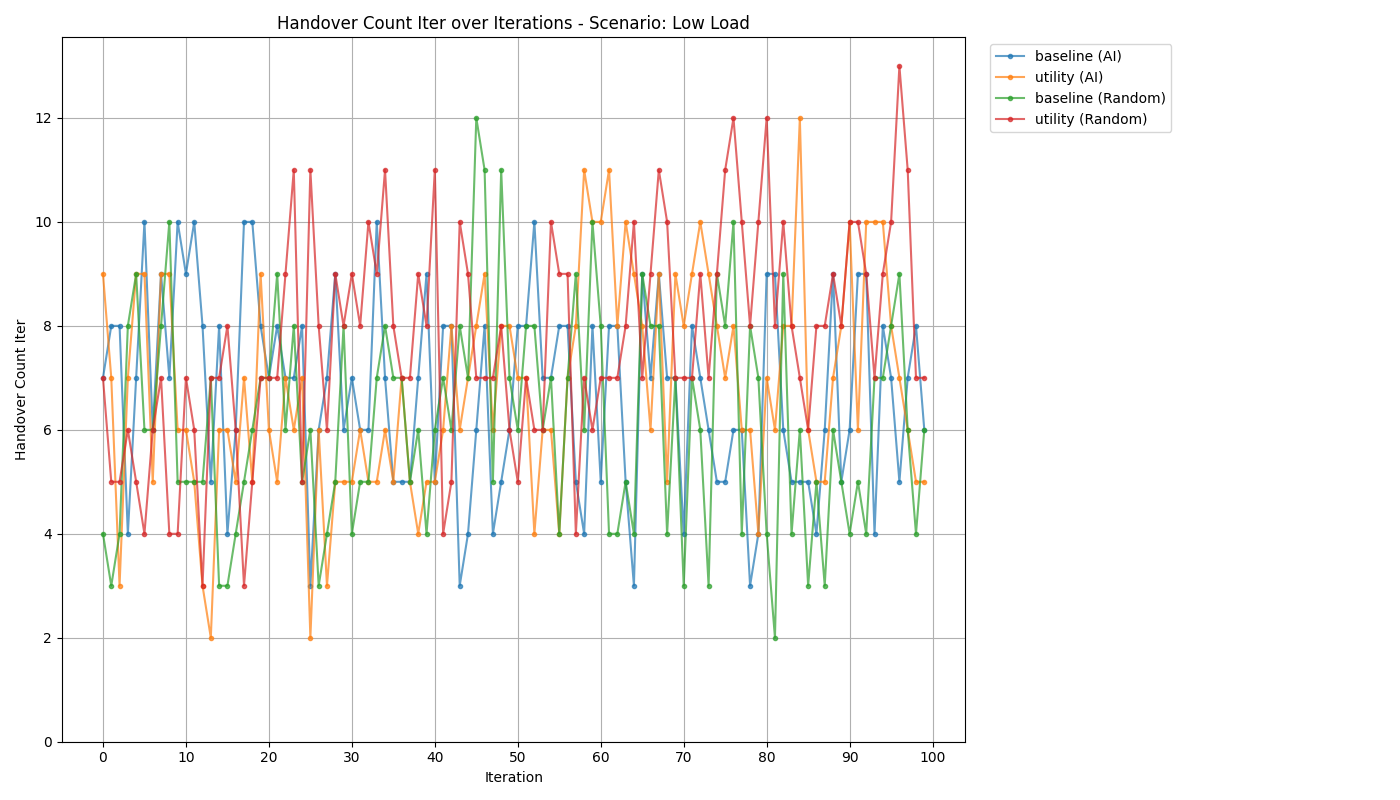 Handover Count Iter over Iterations - Scenario: Low Load
baseline (AI)
utility (AI)
baseline (Random)
utility (Random)
Handover Count Iter
12
10
8
6
4
2
0
0 10 20 30 40 50 60 70 80 90 100
Iteration